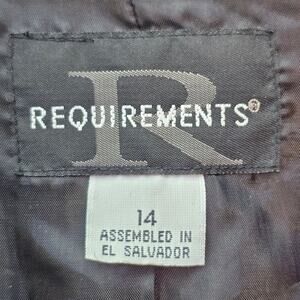 R
REQUIREMENTS®
14
ASSEMBLED IN
EL SALVADOR